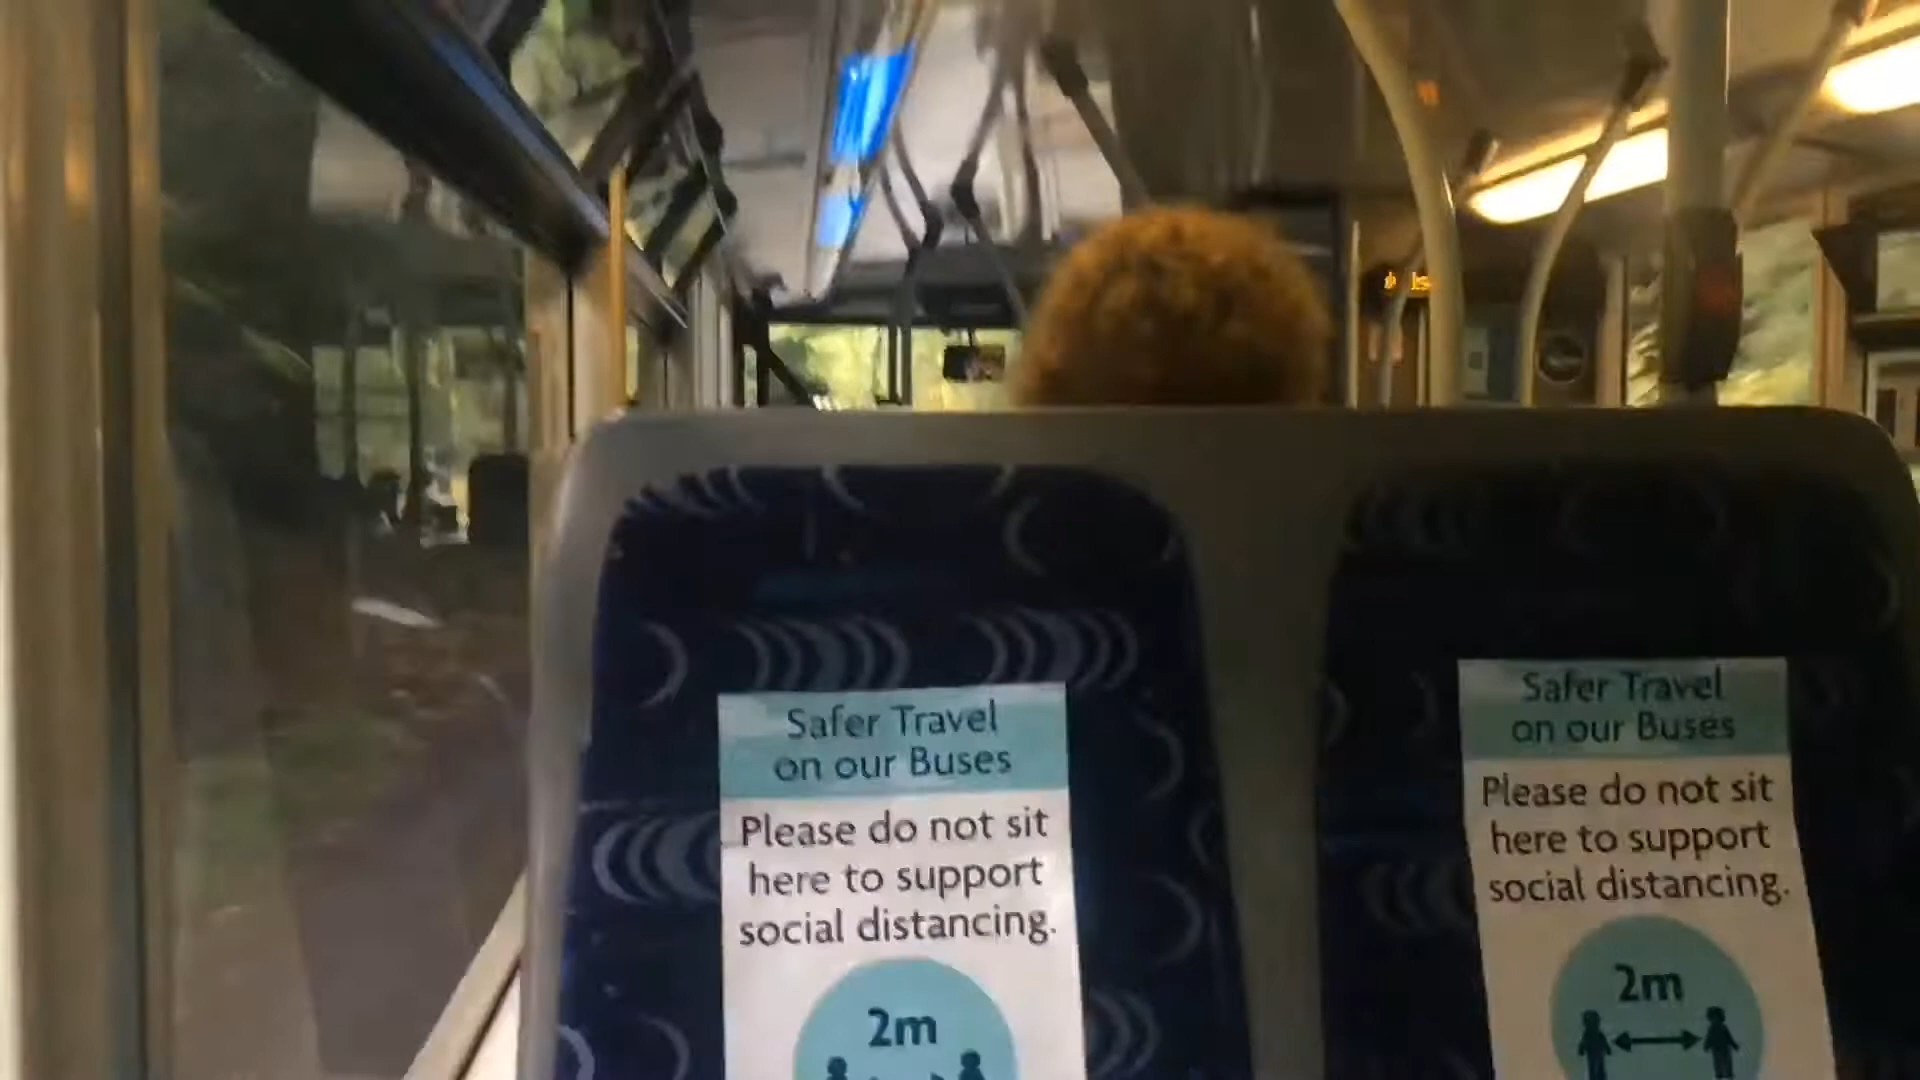 Safer Travel
on our Buses
Please do not sit
here to support
social distancing.
2m
Safer Travel
on our Buses
Please do not sit
here to support
social distancing.
2m